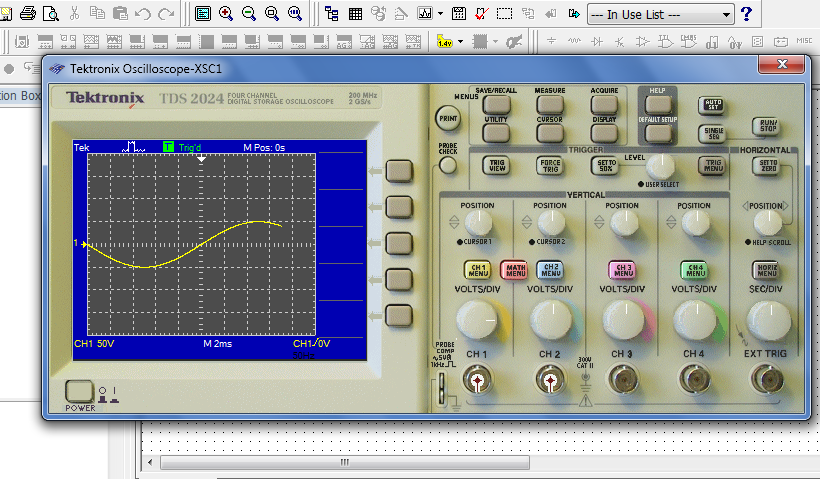 --- In Use List ---
?
1.4v
MISC
Tektronix Oscilloscope-XSC1
tion Box
Tektronix TDS 2024 FOUR CHANNEL DIGITAL STORAGE OSCILLOSCOPE 200 MHz 2 GS/s
MENUS
SAVE/RECALL MEASURE ACQUIRE
HELP
AUTO SET
PRINT
UTILITY CURSOR DISPLAY
DEFAULT SETUP
SINGLE SEQ
RUN/STOP
PROBE CHECK
TRIGGER
HORIZONTAL
TRIG VIEW
FORCE TRIG
SET TO 50%
LEVEL
USER SELECT
TRIG MENU
SET TO ZERO
Tek T Trig'd M Pos: 0s
1
CH1 50V M 2ms CH1/0V
50Hz
VERTICAL
POSITION POSITION POSITION POSITION POSITION
CURSOR 1 CURSOR 2 HELP SCROLL
CH 1 MENU
MATH MENU
CH 2 MENU
CH 3 MENU
CH 4 MENU
HORIZ MENU
VOLTS/DIV VOLTS/DIV VOLTS/DIV VOLTS/DIV SEC/DIV
PROBE COMP
~5V
1kHz
CH 1 CH 2 CH 3 CH 4 EXT TRIG
300V
CAT II
POWER